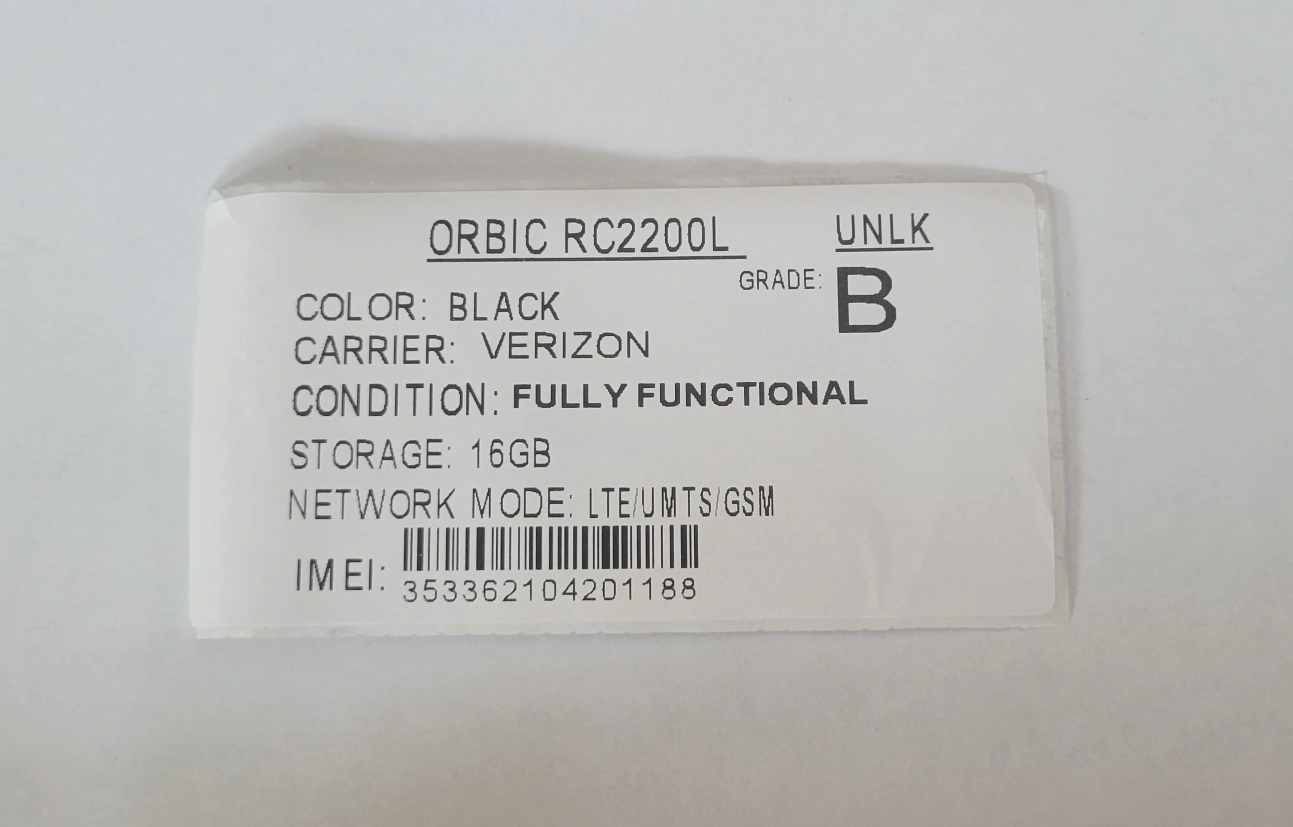 ORBIC RC2200L UNLK
GRADE: B
COLOR: BLACK
CARRIER: VERIZON
CONDITION: FULLY FUNCTIONAL
STORAGE: 16GB
NETWORK MODE: LTE/UMTS/GSM
IMEI: 353362104201188